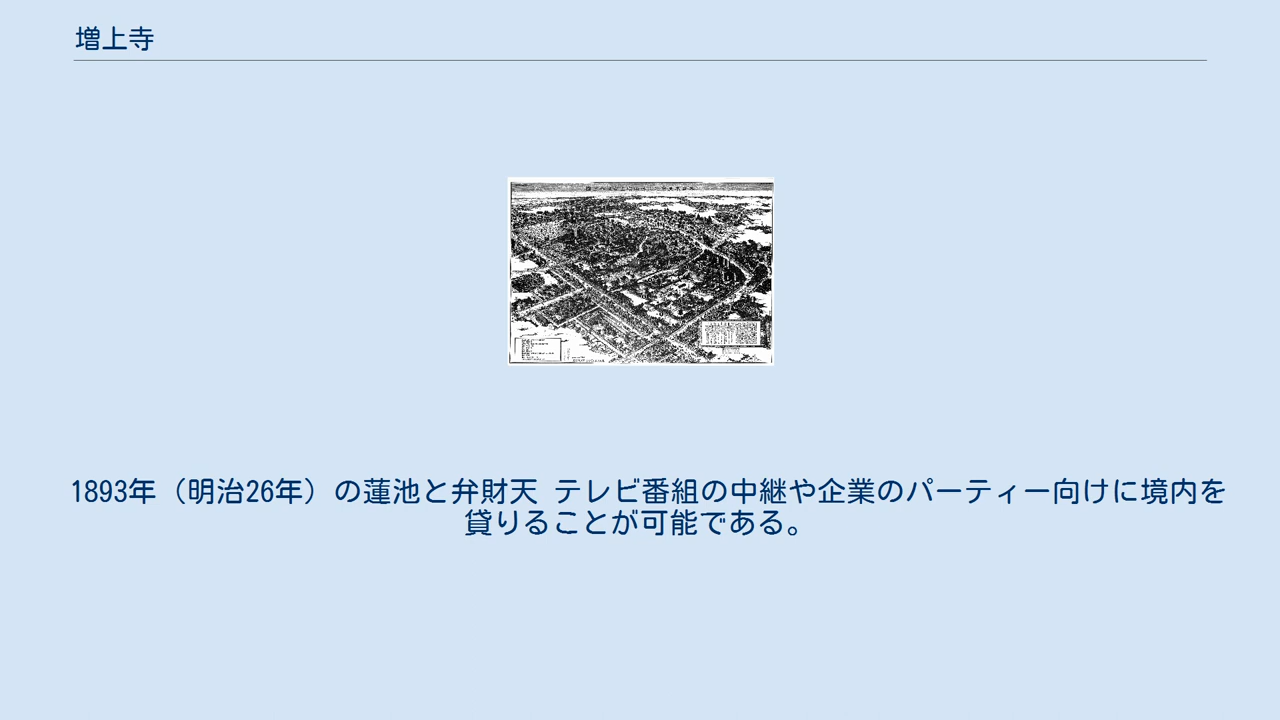 増上寺
1893年（明治26年）の蓮池と弁財天 テレビ番組の中継や企業のパーティー向けに境内を
貸りることが可能である。